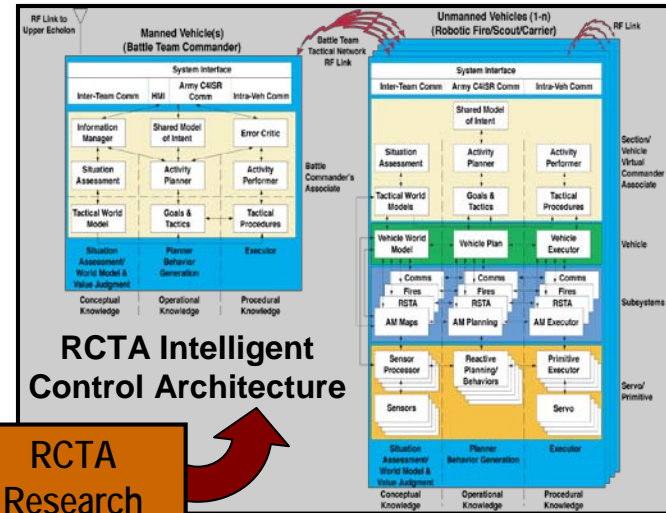 RF Link to
Upper Echelon
Manned Vehicle(s)
(Battle Team Commander)
System Interface
Inter-Team Comm
HMI
Army C4ISR
Comm
Intra-Veh Comm
Information
Manager
Shared Model
of Intent
Error Critic
Situation
Assessment
Activity
Planner
Activity
Performer
Tactical World
Model
Goals &
Tactics
Tactical
Procedures
Situation
Assessment/
World Model &
Value Judgment
Planner
Behavior
Generation
Executor
Conceptual
Knowledge
Operational
Knowledge
Procedural
Knowledge
Battle
Commander's
Associate
Battle Team
Tactical Network
RF Link
Unmanned Vehicles (1-n)
(Robotic Fire/Scout/Carrier)
RF Link
System Interface
Inter-Team Comm
Army C4ISR Comm
Intra-Veh Comm
Shared Model
of Intent
Situation
Assessment
Activity
Planner
Activity
Performer
Tactical World
Models
Goals &
Tactics
Tactical
Procedures
Section/
Vehicle
Virtual
Commander
Associate
Vehicle World
Model
Vehicle Plan
Vehicle
Executor
Vehicle
Comms
Fires
RSTA
AM Maps
Comms
Fires
RSTA
AM Planning
Comms
Fires
RSTA
AM Executor
Subsystems
Sensor
Processor
Reactive
Planning/
Behaviors
Primitive
Executor
Sensors
Servo
Servo/
Primitive
Situation
Assessment/
World Model &
Value Judgment
Planner
Behavior Generation
Executor
Conceptual
Knowledge
Operational
Knowledge
Procedural
Knowledge
RCTA Intelligent
Control Architecture
RCTA
Research